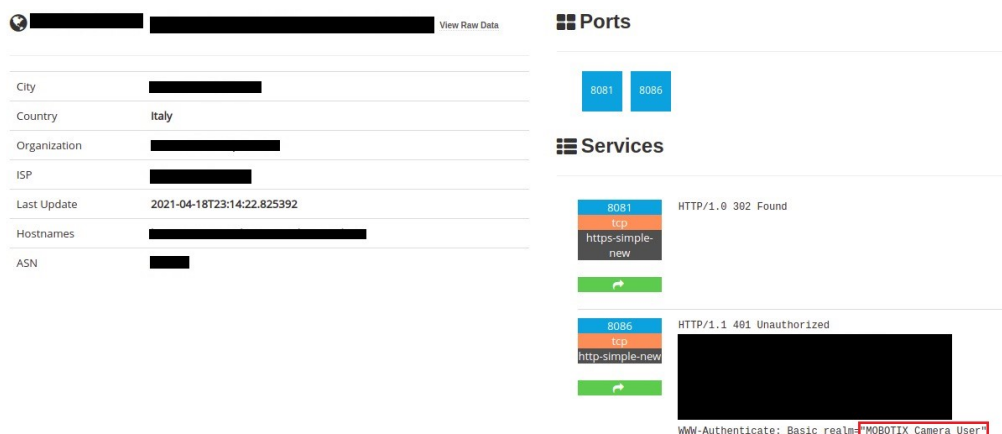 View Raw Data
City
Country Italy
Organization
ISP
Last Update 2021-04-18T23:14:22.825392
Hostnames
ASN
Ports
8081 8086
Services
8081
tcp
https-simple-
new
HTTP/1.0 302 Found
8086
tcp
http-simple-new
HTTP/1.1 401 Unauthorized
WWW-Authenticate: Basic realm="MOBOTIX Camera User"